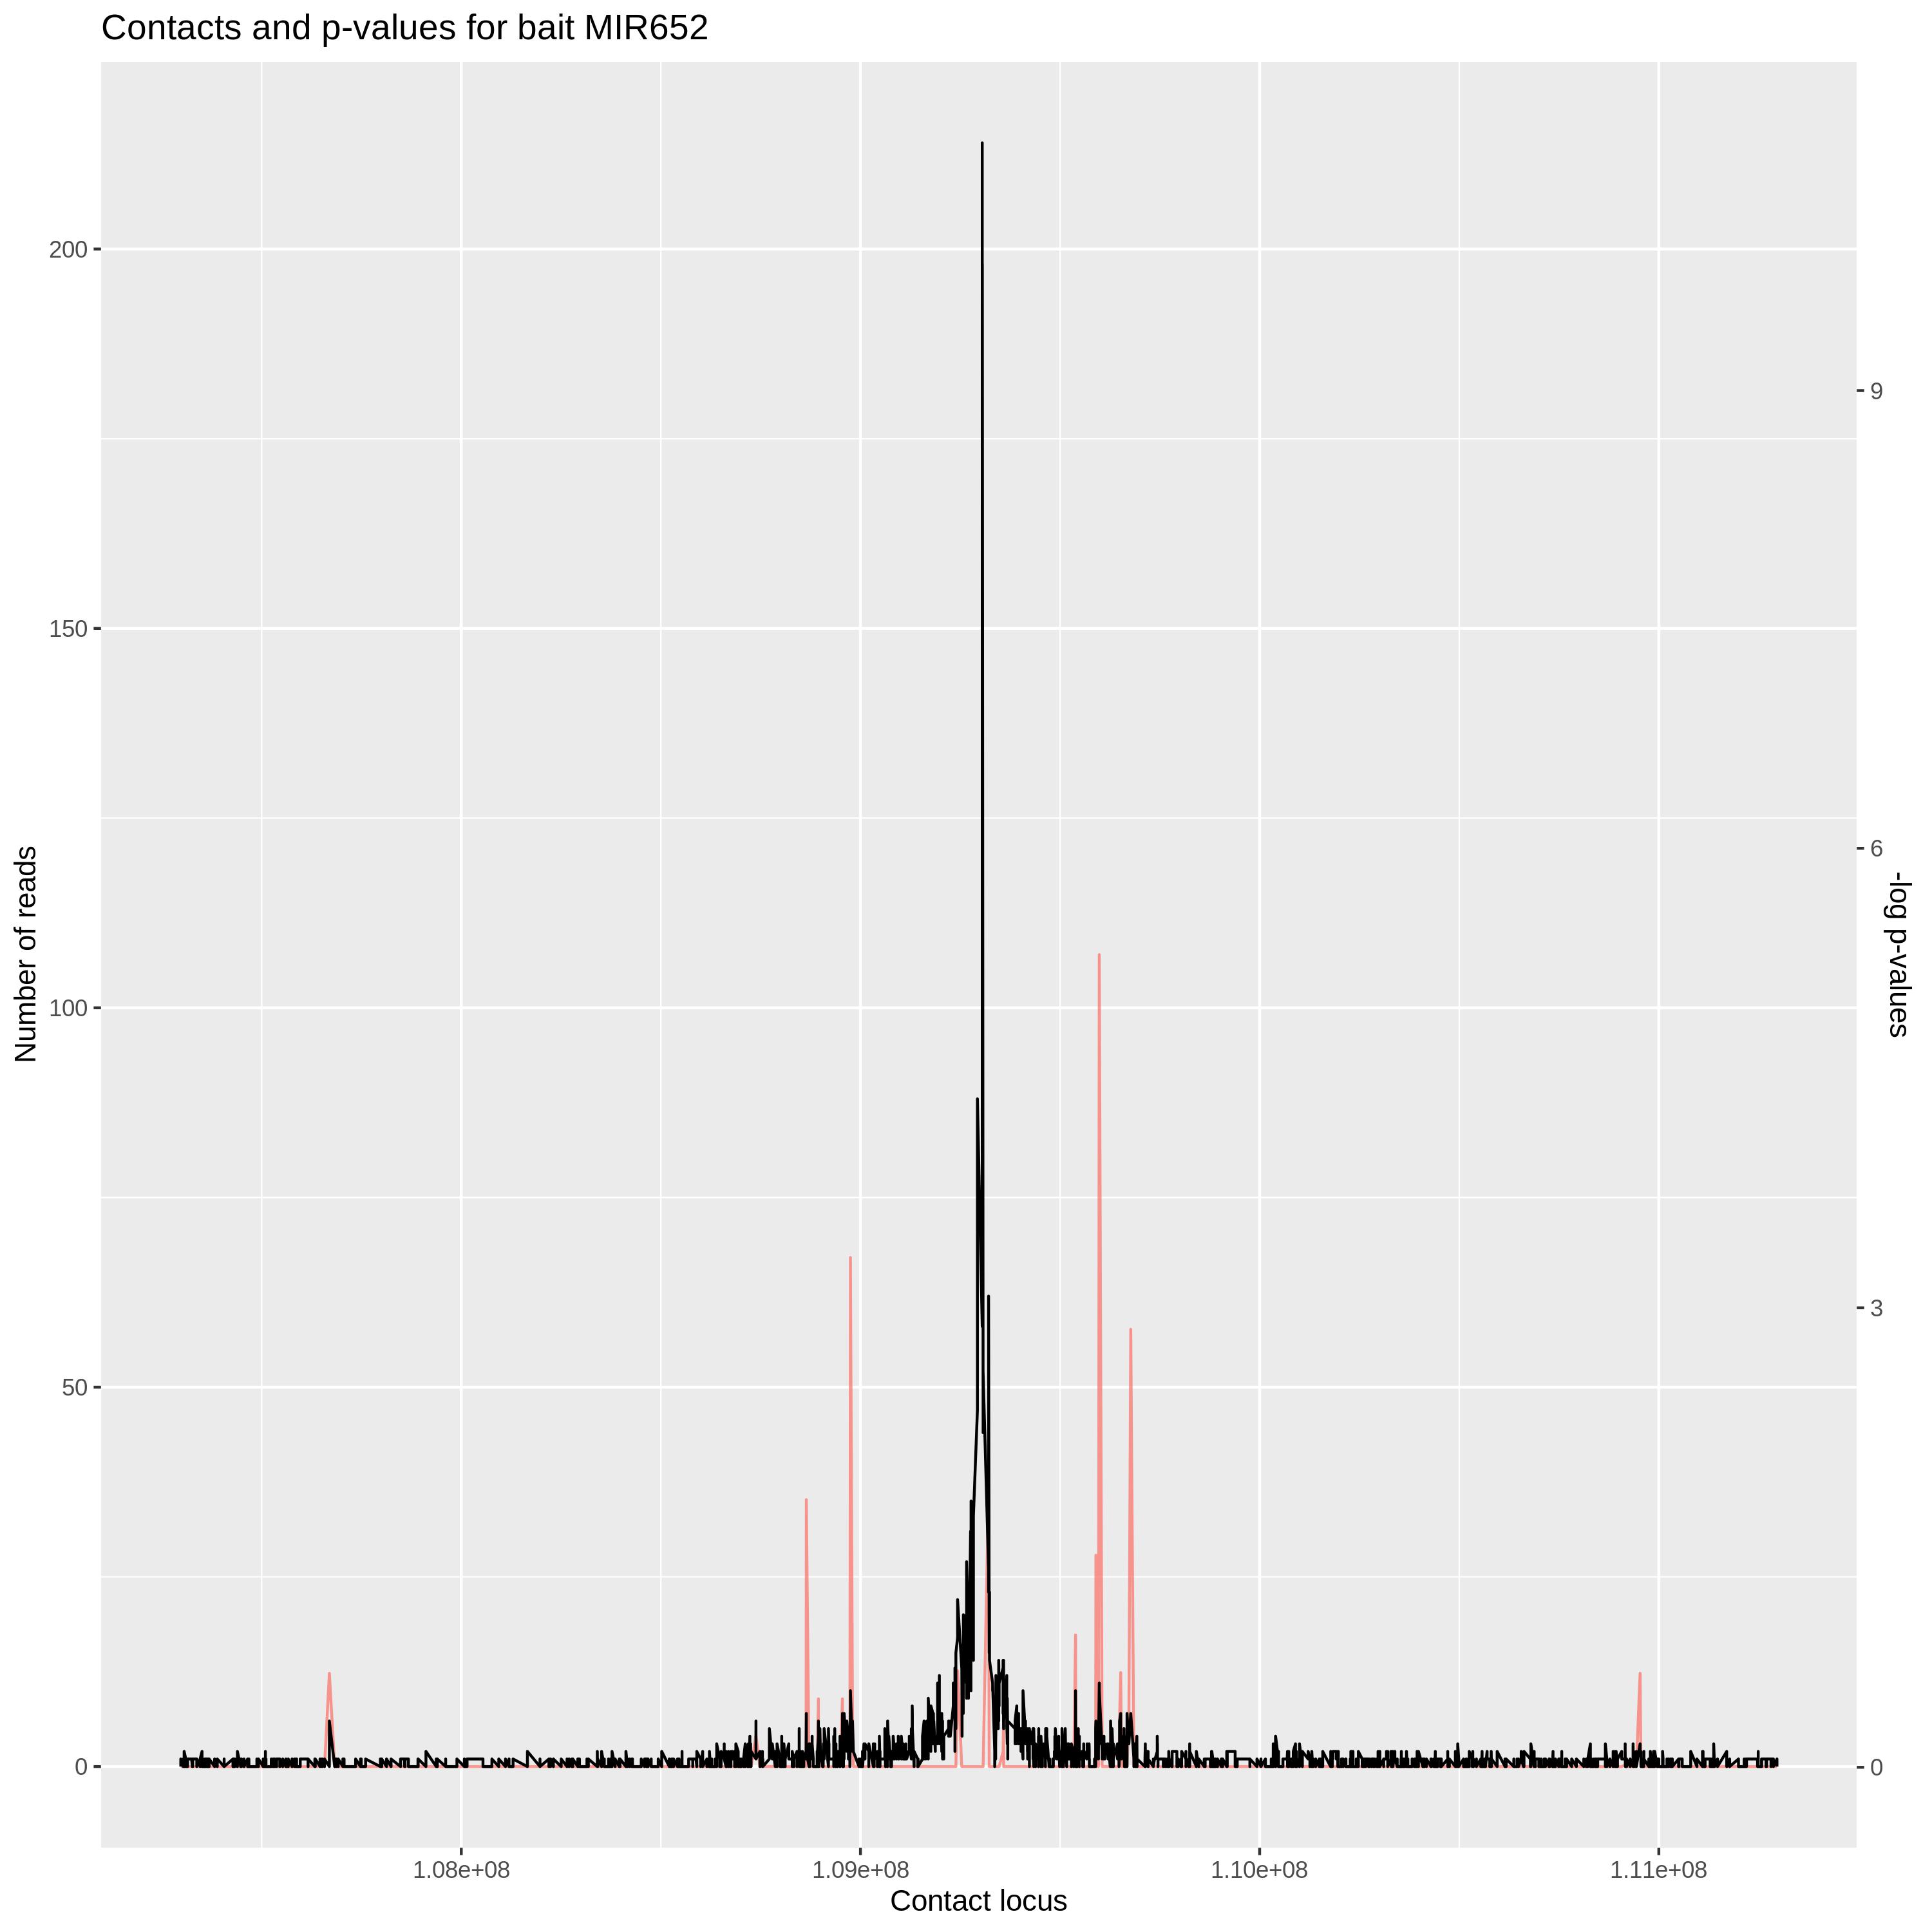 Contacts and p-values for bait MIR652
200
150
100
50
0
Number of reads
9
6
3
0
-log p-values
1.08e+08
1.09e+08
1.10e+08
1.11e+08
Contact locus